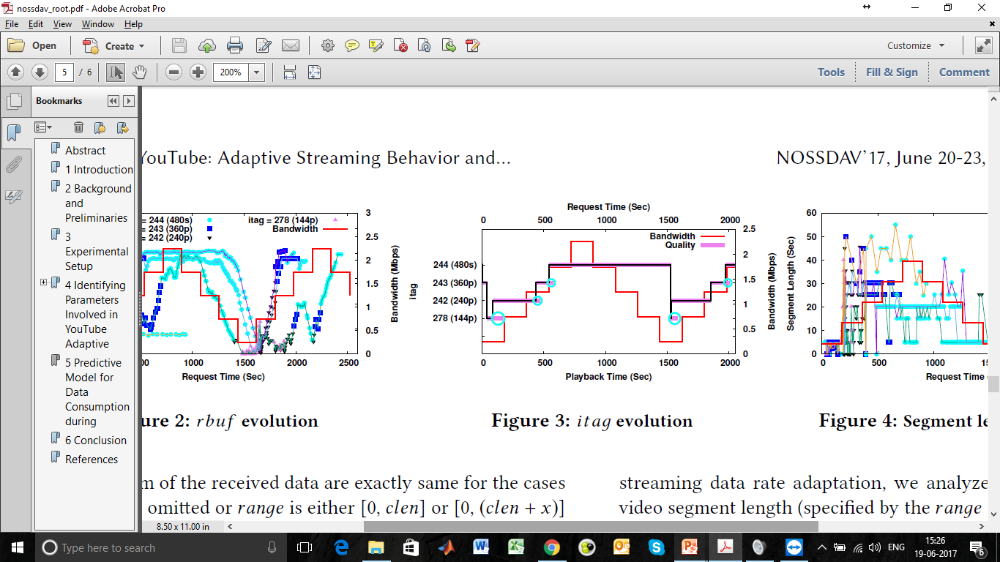 nossdav_root.pdf - Adobe Acrobat Pro
File Edit View Window Help
Open Create Customize
5 / 6 200% Tools Fill & Sign Comment
Bookmarks
Abstract
1 Introduction
2 Background
and
Preliminaries
3
Experimental
Setup
4 Identifying
Parameters
Involved in
YouTube
Adaptive
5 Predictive
Model for
Data
Consumption
during
6 Conclusion
References
YouTube: Adaptive Streaming Behavior and...
NOSSDAV'17, June 20-23,
= 244 (480s) itag = 278 (144p)
= 243 (360p) Bandwidth
= 242 (240p)
3
2.5
2
1.5
1
0.5
0
Bandwidth (Mbps)
00 1000 1500 2000 2500
Request Time (Sec)
ure 2: rbuf evolution
Request Time (Sec)
0 500 1000 1500 2000
Bandwidth
Quality
itag
244 (480s)
243 (360p)
242 (240p)
278 (144p)
2.5
2
1.5
1
0.5
0
Bandwidth (Mbps)
0 500 1000 1500 2000
Playback Time (Sec)
Figure 3: itag evolution
Segment Length (Sec)
60
50
40
30
20
10
0
0 500 1000
Request Time
Figure 4: Segment le
m of the received data are exactly same for the cases
omitted or range is either [0, clen] or [0, (clen + x)]
streaming data rate adaptation, we analyze
video segment length (specified by the range
8.50 x 11.00 in
Type here to search
ENG
15:26
19-06-2017
6